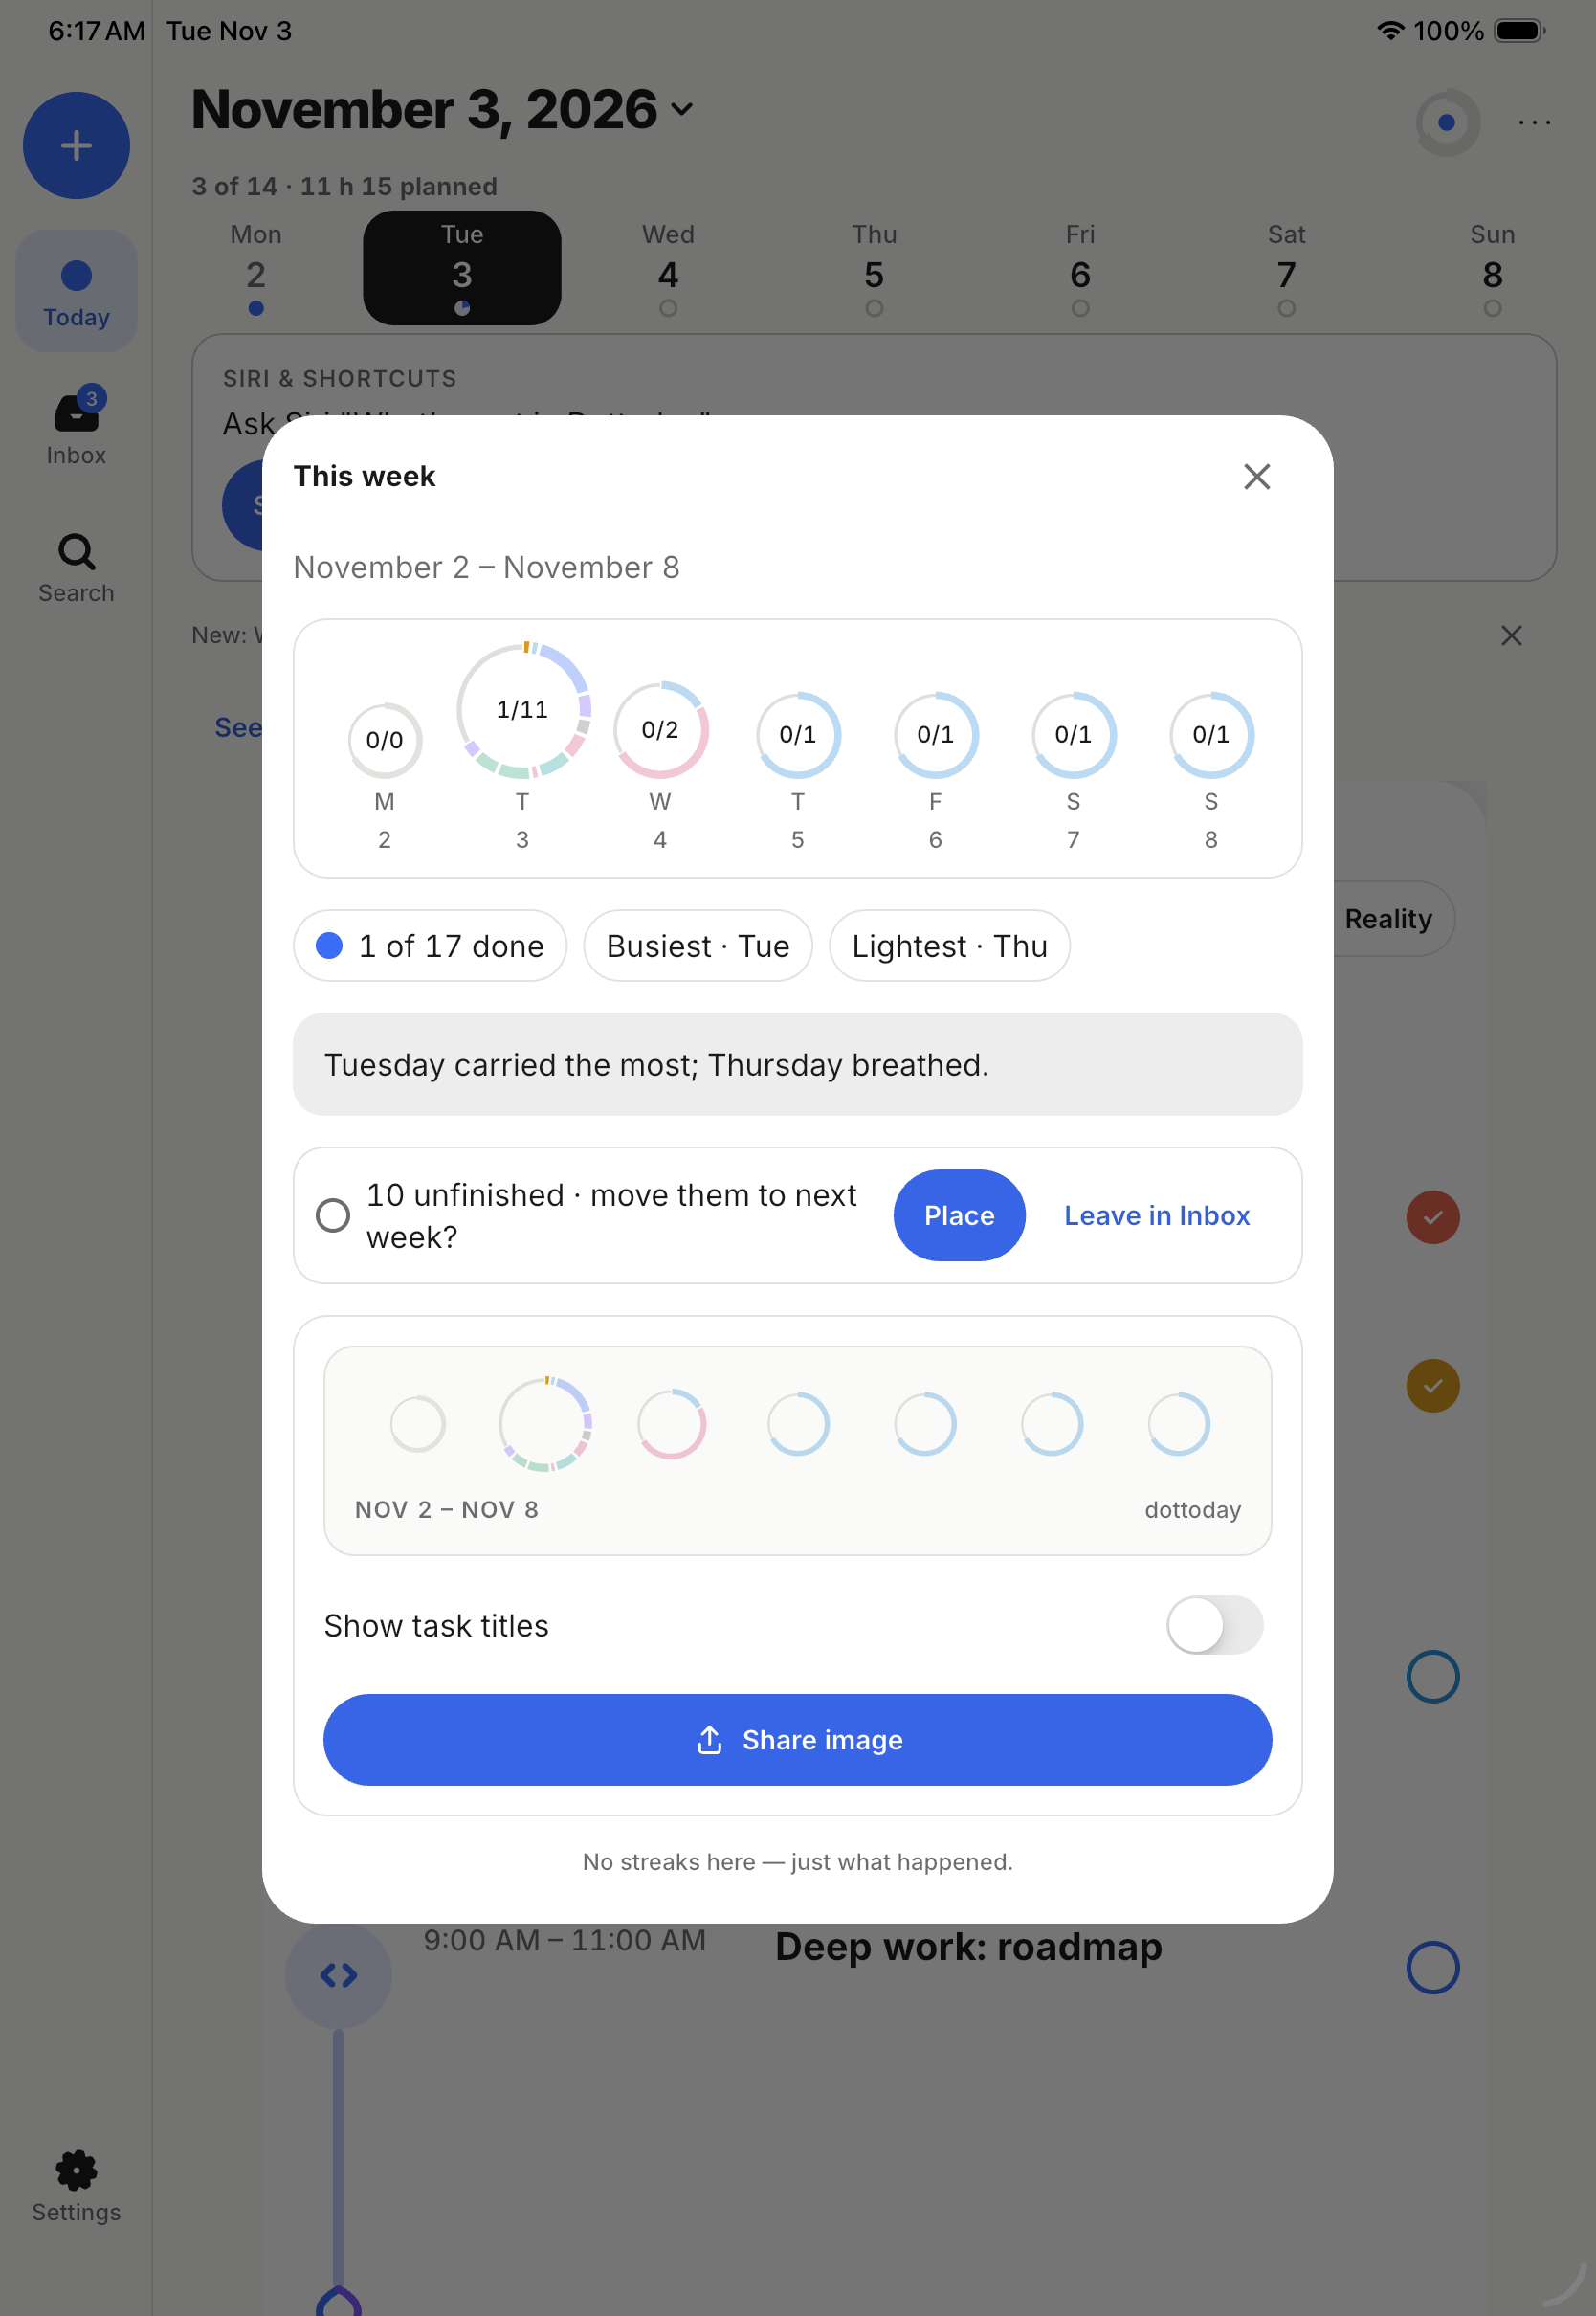 6:17 AM Tue Nov 3
100%
November 3, 2026
3 of 14 · 11 h 15 planned
Mon Tue Wed Thu Fri Sat Sun
2 3 4 5 6 7 8
Today
3
Inbox
Search
Settings
SIRI & SHORTCUTS
Ask
New:
See
Reality
This week
November 2 – November 8
0/0 1/11 0/2 0/1 0/1 0/1 0/1
M T W T F S S
2 3 4 5 6 7 8
1 of 17 done
Busiest · Tue
Lightest · Thu
Tuesday carried the most; Thursday breathed.
10 unfinished · move them to next
week?
Place
Leave in Inbox
NOV 2 – NOV 8
dottoday
Show task titles
Share image
No streaks here — just what happened.
9:00 AM – 11:00 AM
Deep work: roadmap